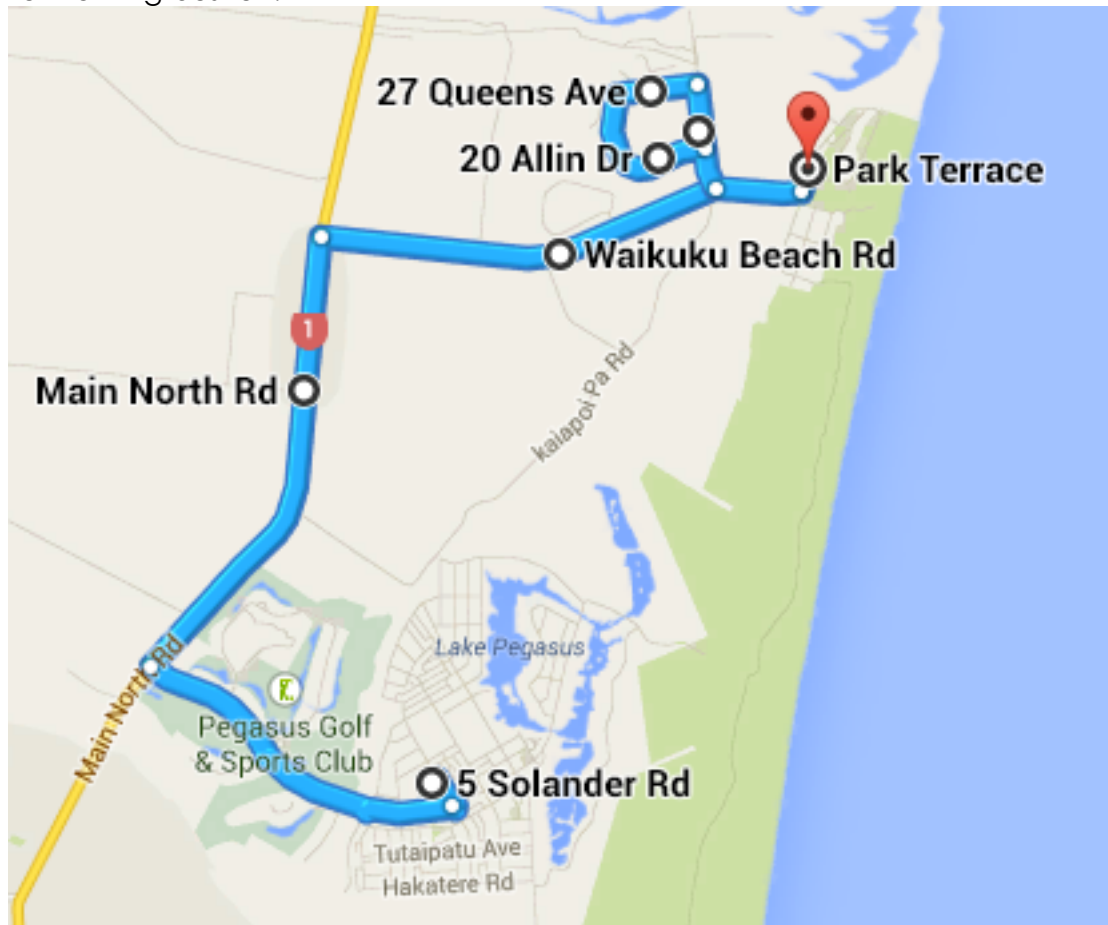 27 Queens Ave
20 Allin Dr
Park Terrace
Waikuku Beach Rd
1
Main North Rd
kaiapoi Pa Rd
Lake Pegasus
Main North Rd
Pegasus Golf
& Sports Club
5 Solander Rd
Tutaipatu Ave
Hakatere Rd